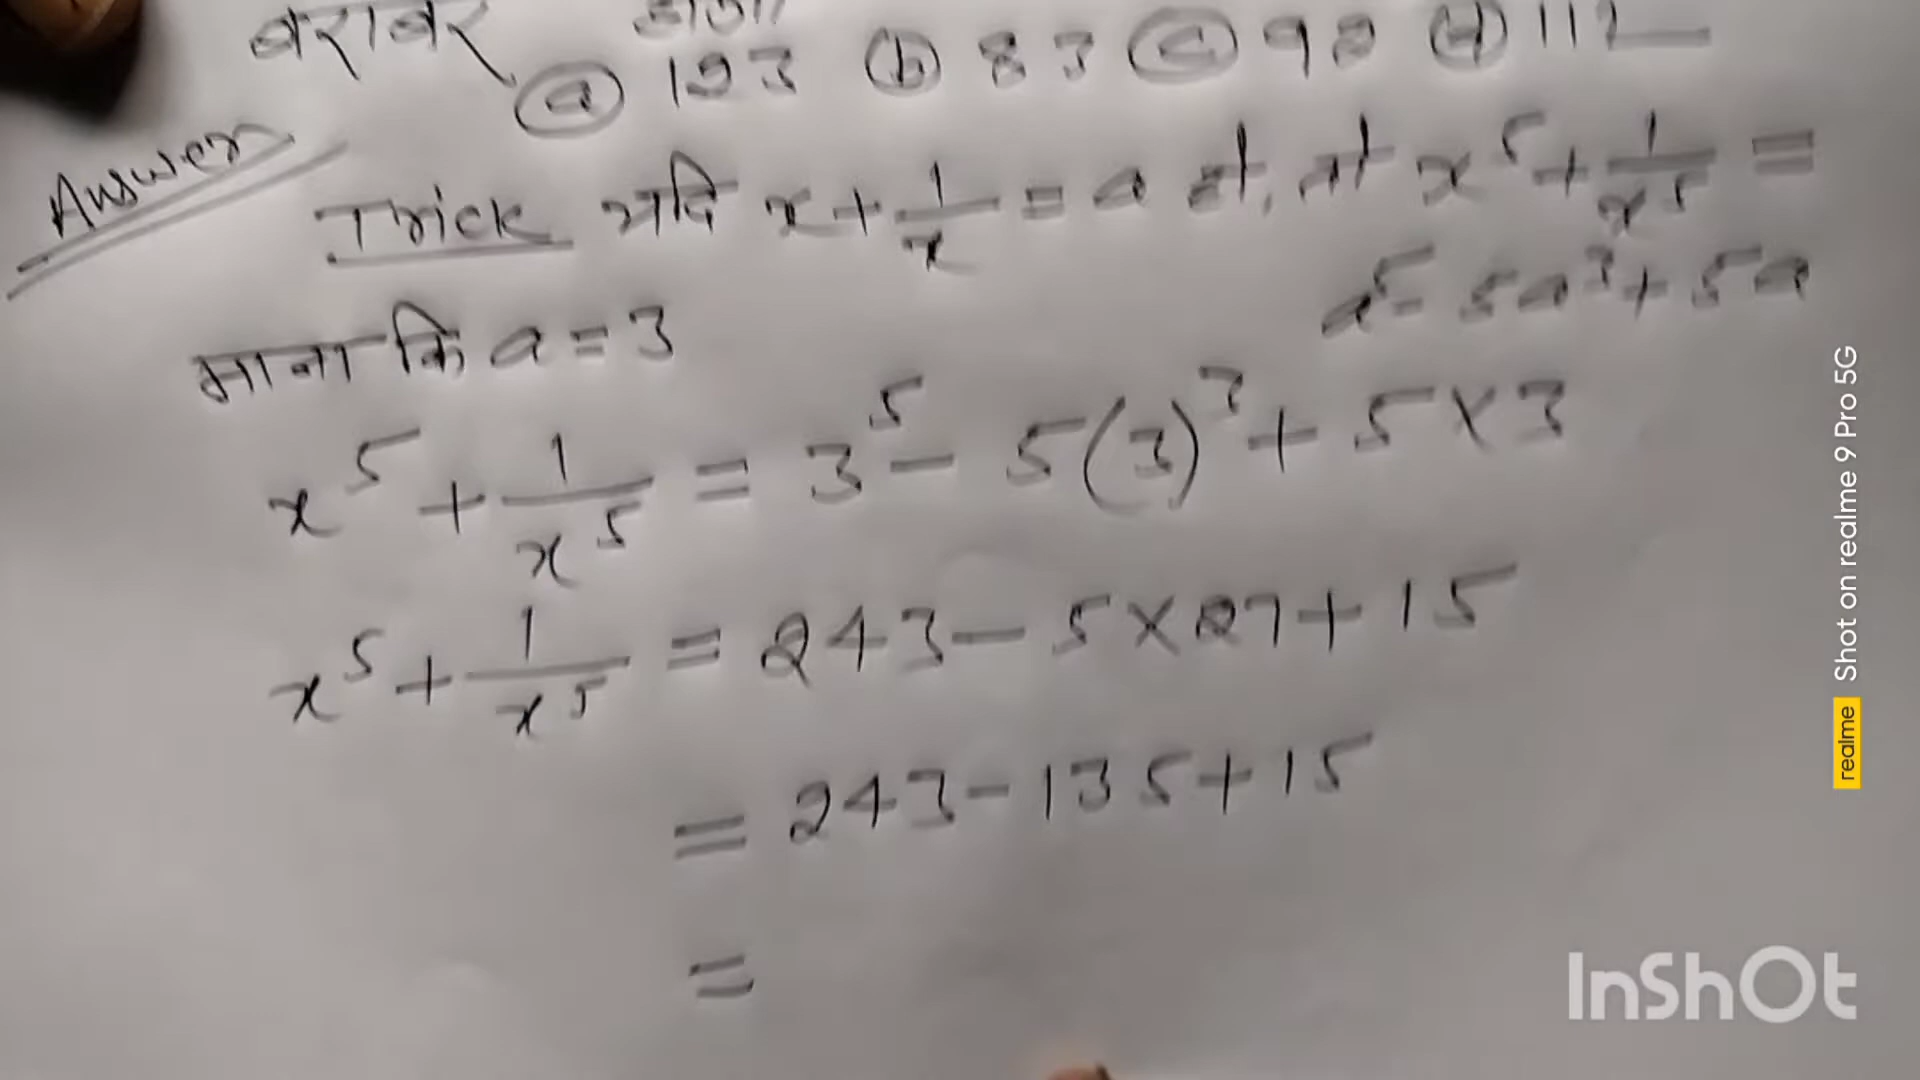 बराबर होगा
(a) 123 (b) 83 (c) 92 (d) 112
Answer
Trick यदि x + 1/x = a हो, तो x⁵ + 1/x⁵ =
a⁵ - 5a³ + 5a
माना कि a = 3
x⁵ + 1/x⁵ = 3⁵ - 5(3)³ + 5×3
x⁵ + 1/x⁵ = 243 - 5×27 + 15
= 243 - 135 + 15
=
realme Shot on realme 9 Pro 5G
InShOt